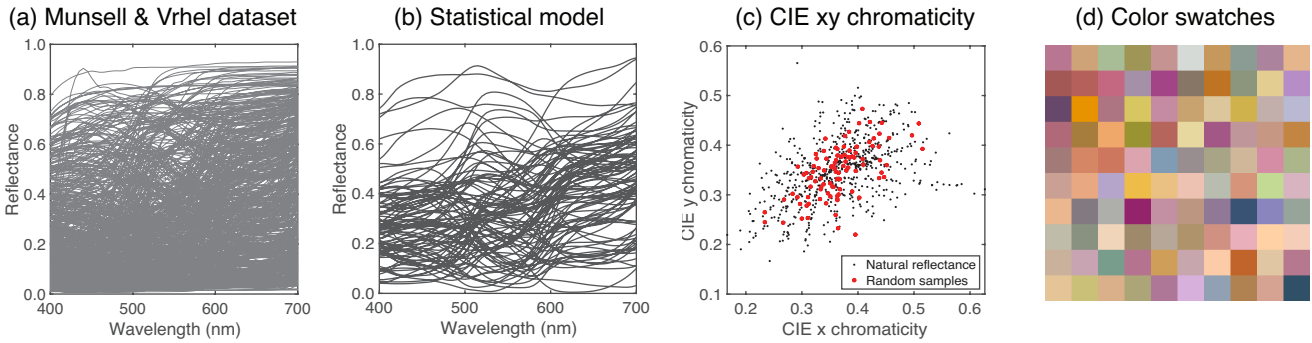 (a) Munsell & Vrhel dataset
(b) Statistical model
(c) CIE xy chromaticity
(d) Color swatches
Reflectance
1.0
0.8
0.6
0.4
0.2
0.0
400
500
600
700
Wavelength (nm)
Reflectance
1.0
0.8
0.6
0.4
0.2
0.0
400
500
600
700
Wavelength (nm)
CIE y chromaticity
0.6
0.5
0.4
0.3
0.2
0.1
0.2
0.3
0.4
0.5
0.6
CIE x chromaticity
Natural reflectance
Random samples